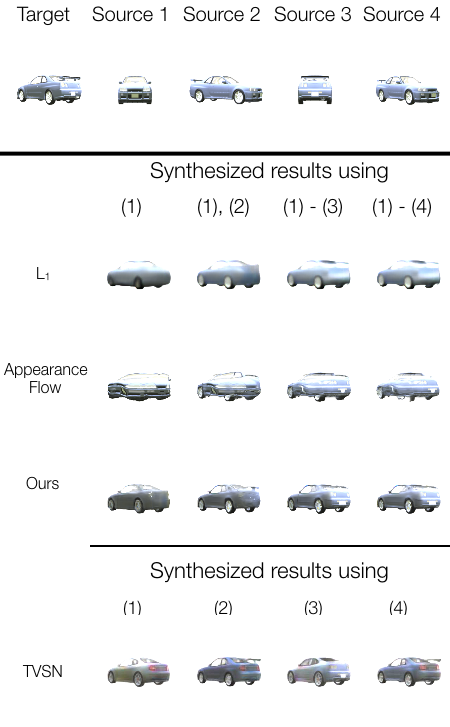 Target Source 1 Source 2 Source 3 Source 4
Synthesized results using
(1) (1), (2) (1) - (3) (1) - (4)
L₁
Appearance
Flow
Ours
Synthesized results using
(1) (2) (3) (4)
TVSN